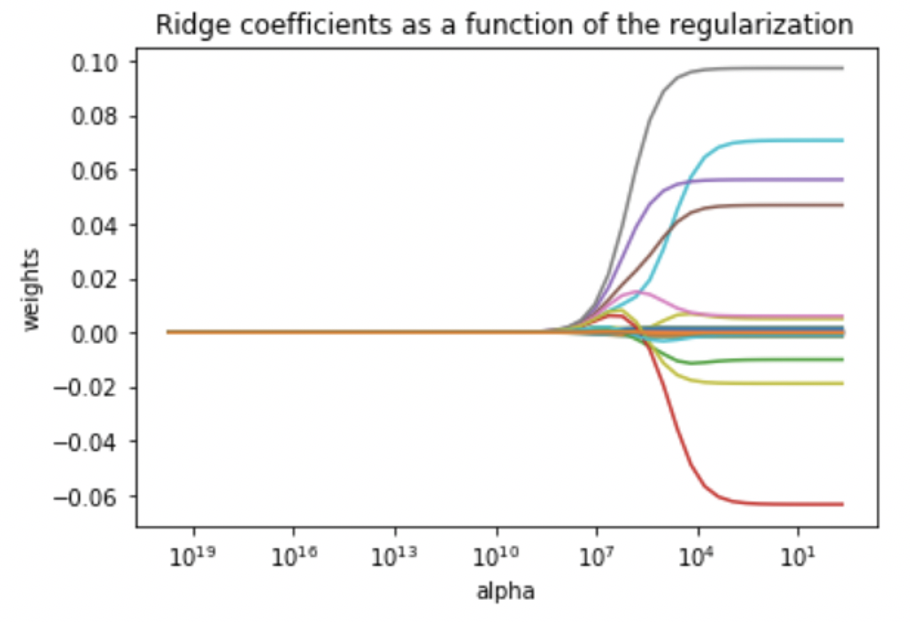 Ridge coefficients as a function of the regularization
0.10
0.08
0.06
0.04
0.02
0.00
−0.02
−0.04
−0.06
weights
10¹⁹ 10¹⁶ 10¹³ 10¹⁰ 10⁷ 10⁴ 10¹
alpha